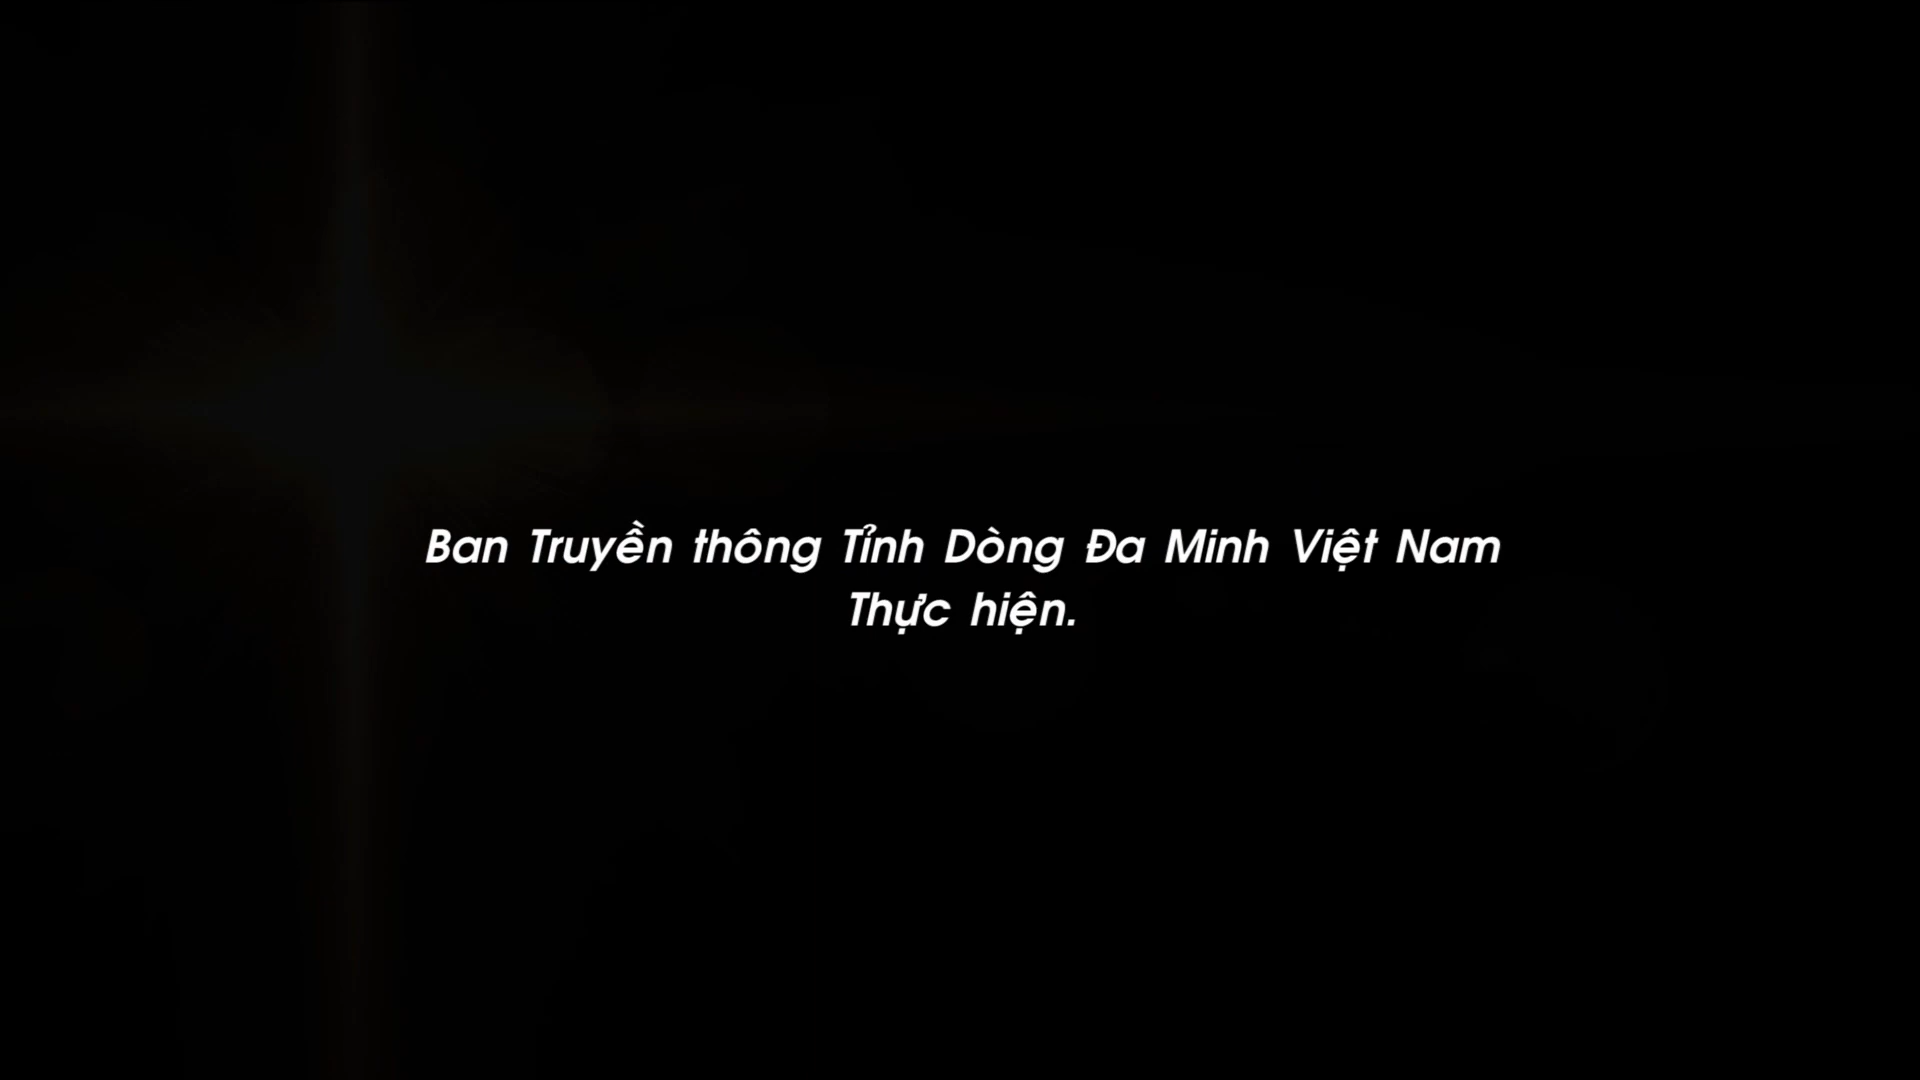 Ban Truyền thông Tỉnh Dòng Đa Minh Việt Nam
Thực hiện.